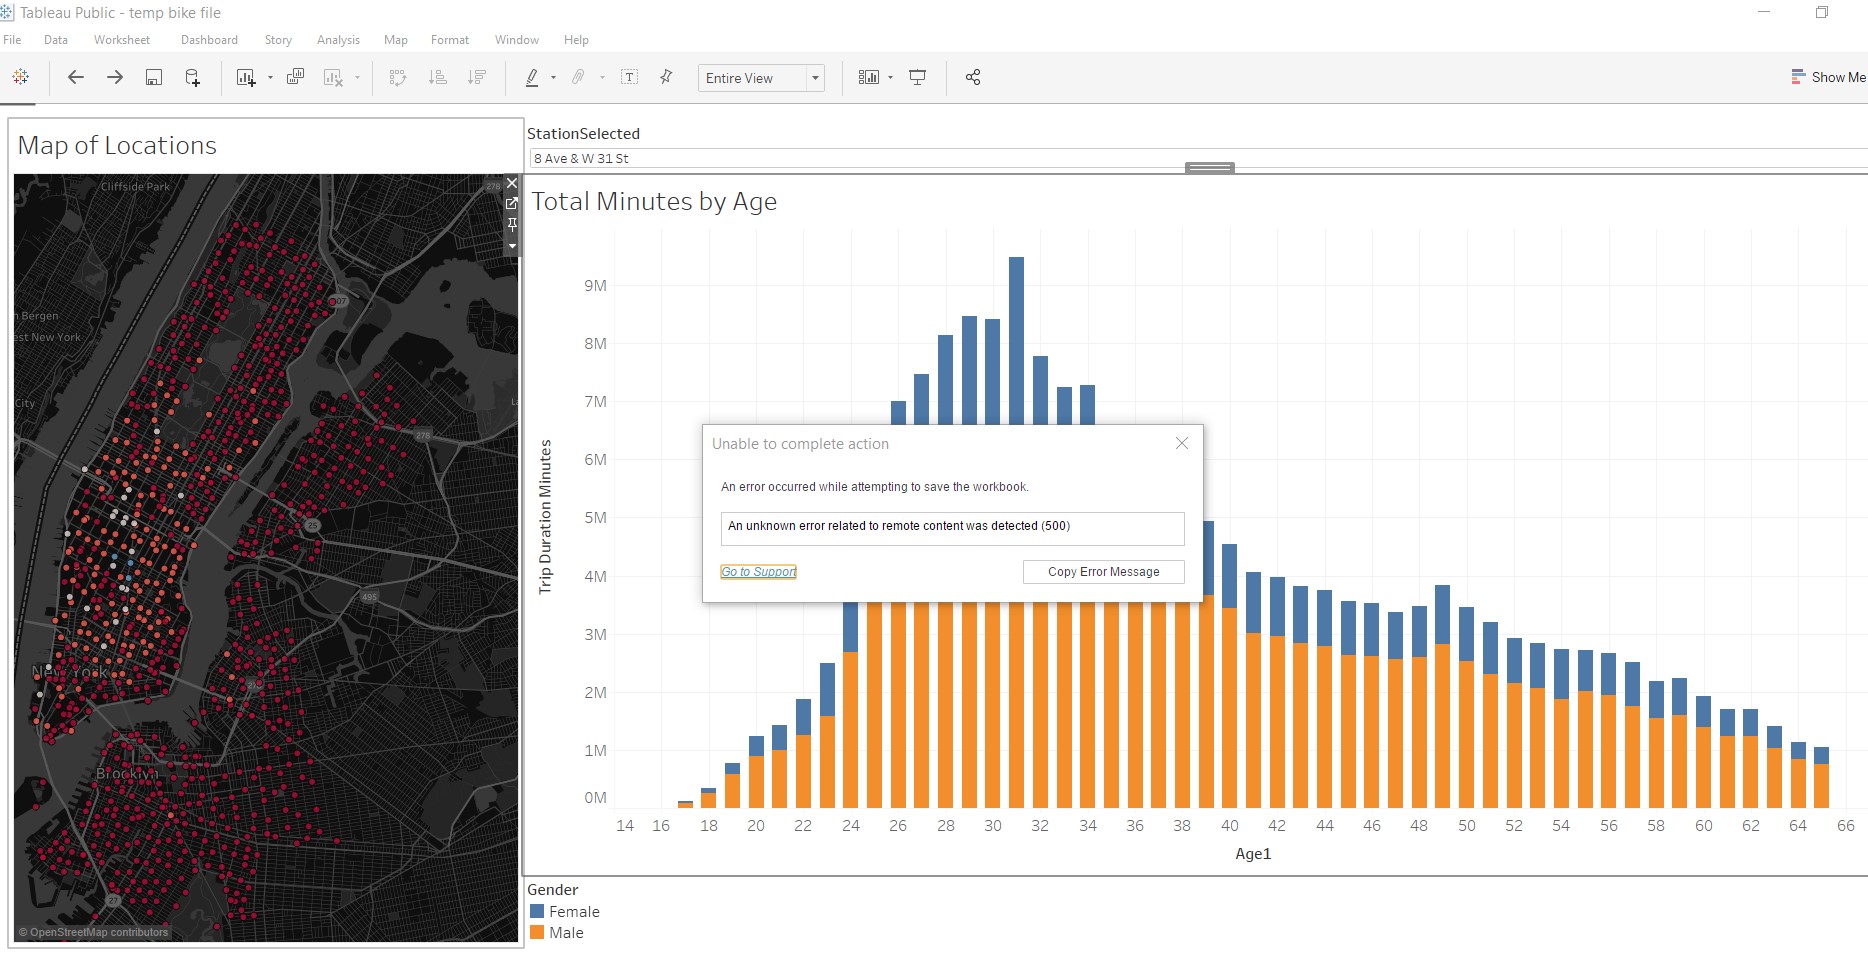 Tableau Public - temp bike file
File Data Worksheet Dashboard Story Analysis Map Format Window Help
Entire View
Show Me
Map of Locations
Cliffside Park
278
Bergen
est New York
City
278
25
495
New York
Brooklyn
27
© OpenStreetMap contributors
StationSelected
8 Ave & W 31 St
Total Minutes by Age
9M
8M
7M
6M
5M
4M
3M
2M
1M
0M
Trip Duration Minutes
14 16 18 20 22 24 26 28 30 32 34 36 38 40 42 44 46 48 50 52 54 56 58 60 62 64 66
Age1
Unable to complete action
An error occurred while attempting to save the workbook.
An unknown error related to remote content was detected (500)
Go to Support
Copy Error Message
Gender
Female
Male